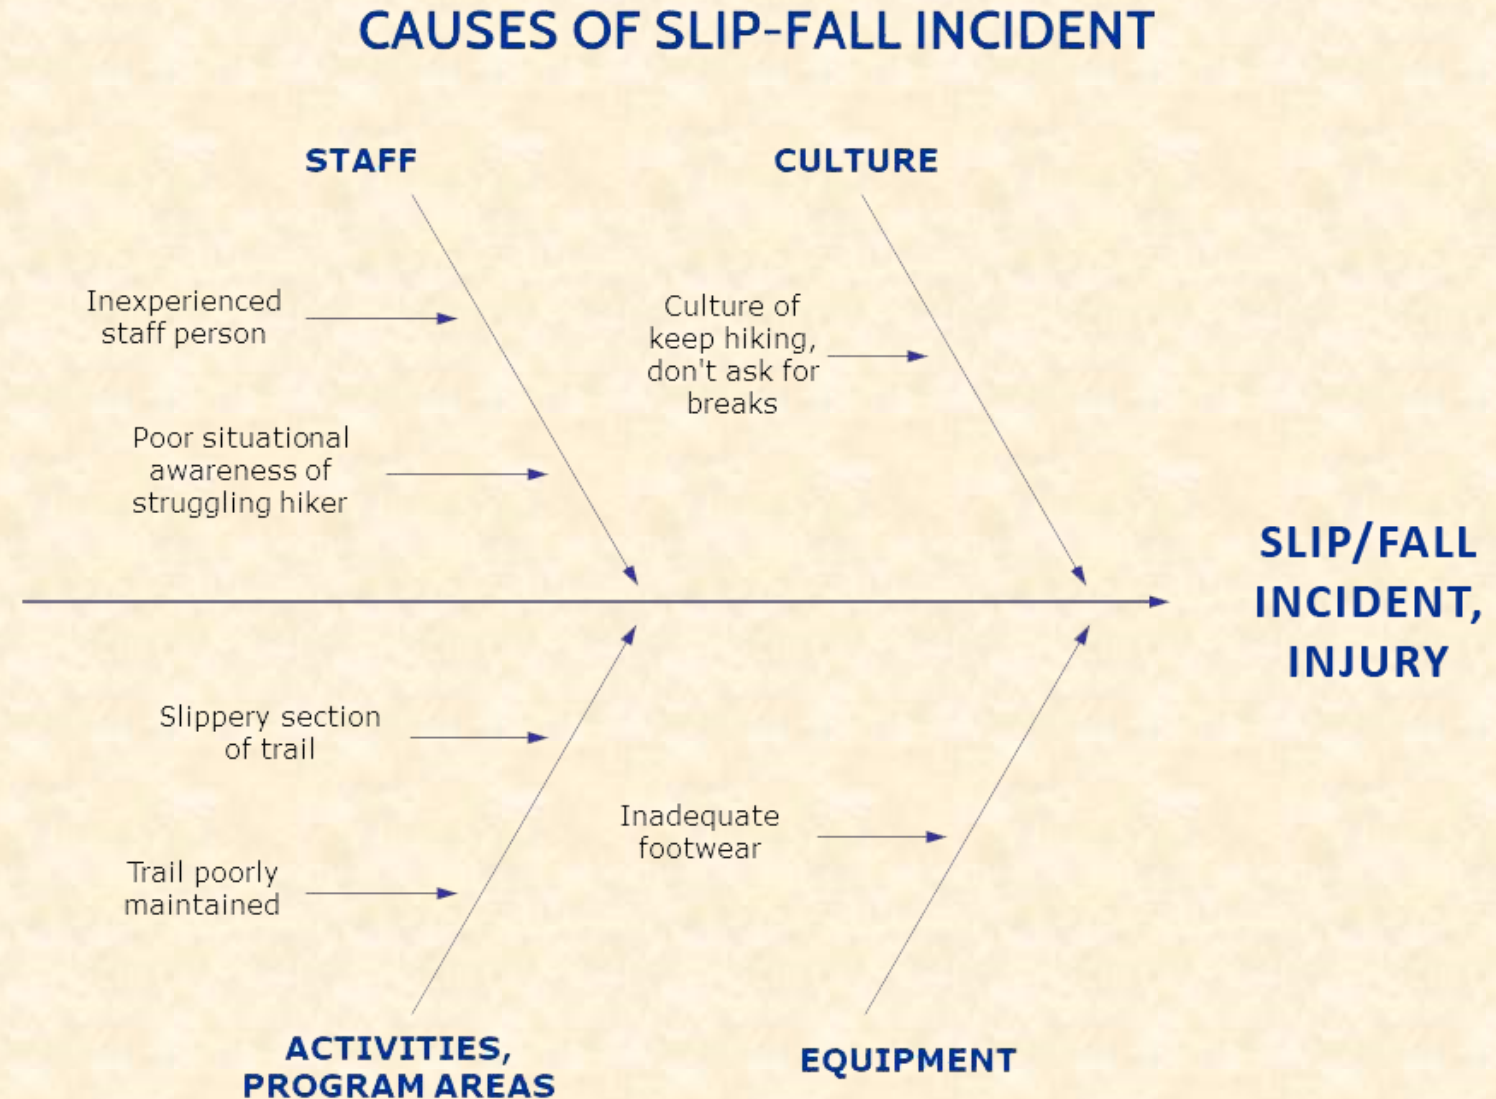 CAUSES OF SLIP-FALL INCIDENT
STAFF
CULTURE
Inexperienced
staff person
Culture of
keep hiking,
don't ask for
breaks
Poor situational
awareness of
struggling hiker
SLIP/FALL
INCIDENT,
INJURY
Slippery section
of trail
Inadequate
footwear
Trail poorly
maintained
ACTIVITIES,
PROGRAM AREAS
EQUIPMENT